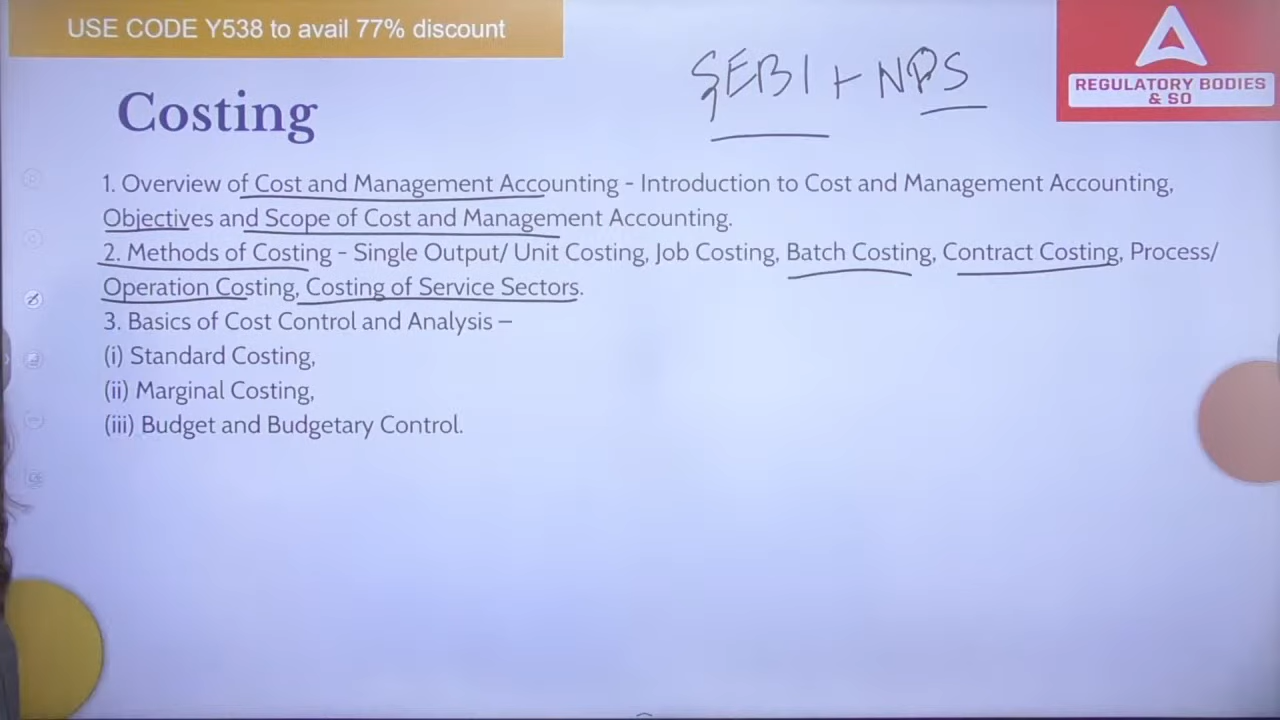 USE CODE Y538 to avail 77% discount
SEBI + NPS
REGULATORY BODIES
& SO
Costing
1. Overview of Cost and Management Accounting - Introduction to Cost and Management Accounting,
Objectives and Scope of Cost and Management Accounting.
2. Methods of Costing - Single Output/ Unit Costing, Job Costing, Batch Costing, Contract Costing, Process/
Operation Costing, Costing of Service Sectors.
3. Basics of Cost Control and Analysis –
(i) Standard Costing,
(ii) Marginal Costing,
(iii) Budget and Budgetary Control.